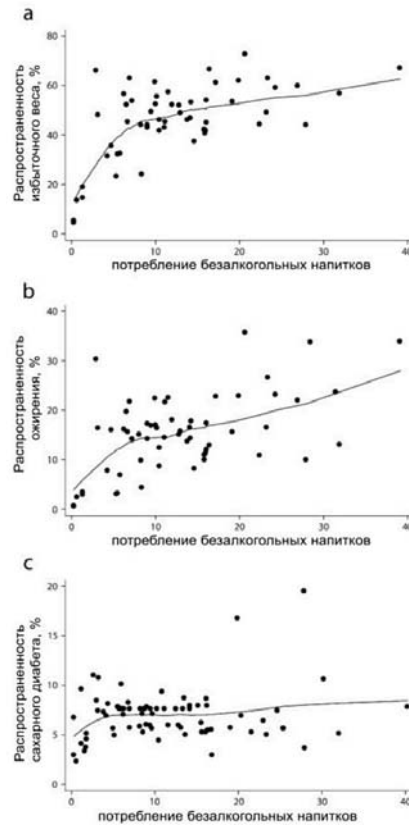 a
Распространенность
избыточного веса, %
80
60
40
20
0
0 10 20 30 40
потребление безалкогольных напитков
b
Распространенность
ожирения, %
40
30
20
10
0
0 10 20 30 40
потребление безалкогольных напитков
c
Распространенность
сахарного диабета, %
20
15
10
5
0
0 10 20 30 40
потребление безалкогольных напитков